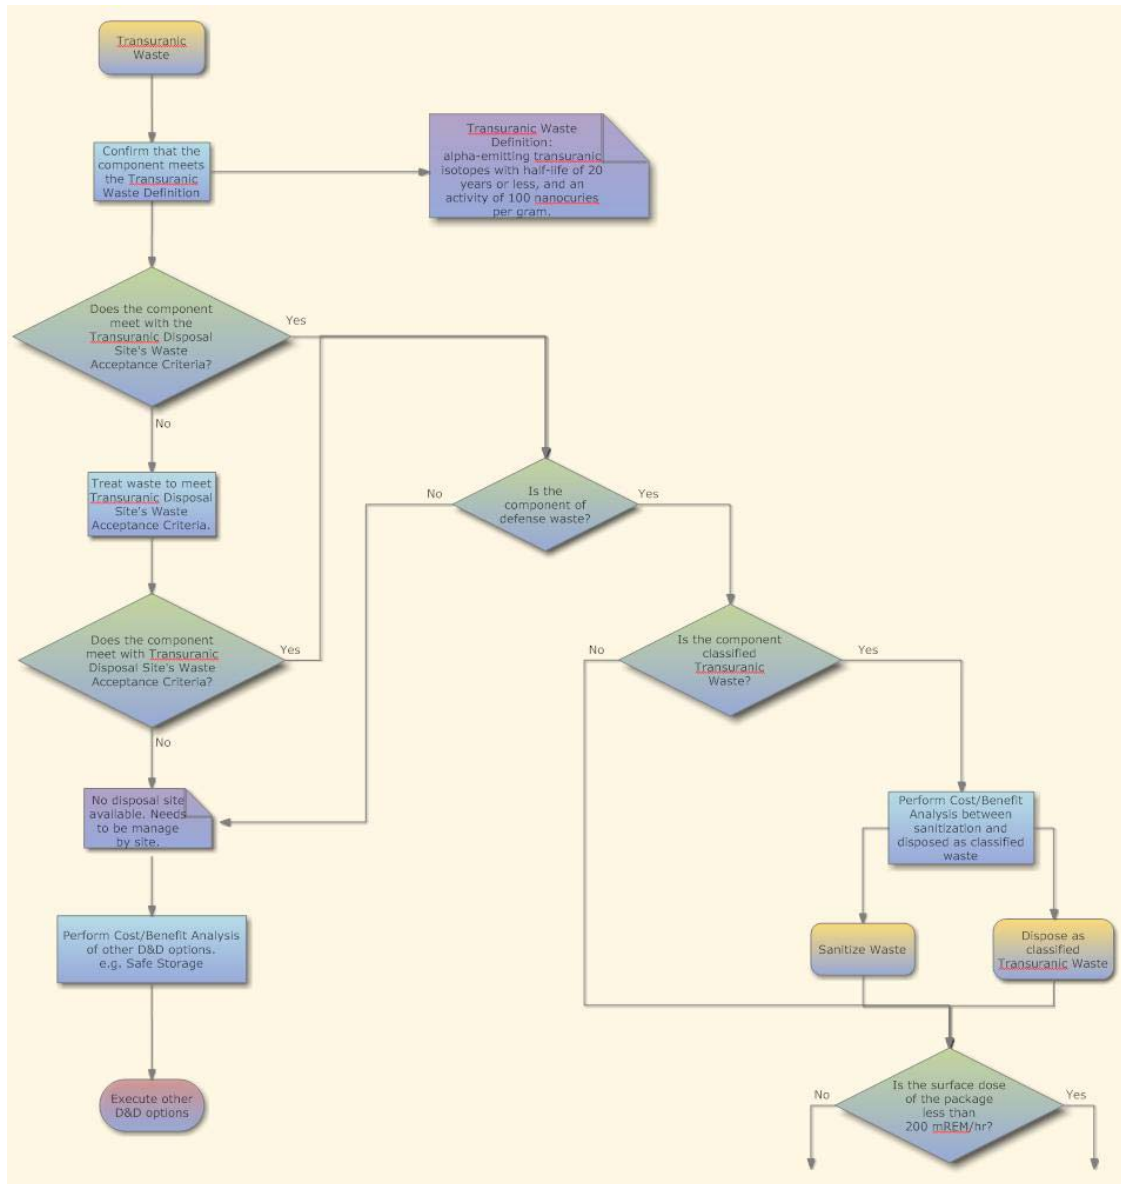 Transuranic
Waste
Confirm that the
component meets
the Transuranic
Waste Definition
Transuranic Waste
Definition:
alpha-emitting transuranic
isotopes with half-life of 20
years or less, and an
activity of 100 nanocuries
per gram.
Does the component
meet with the
Transuranic Disposal
Site's Waste
Acceptance Criteria?
Yes
No
Treat waste to meet
Transuranic Disposal
Site's Waste
Acceptance Criteria.
Is the
component of
defense waste?
No
Yes
Does the component
meet with Transuranic
Disposal Site's Waste
Acceptance Criteria?
Yes
No
Is the component
classified
Transuranic
Waste?
No
Yes
No disposal site
available. Needs
to be manage
by site.
Perform Cost/Benefit
Analysis between
sanitization and
disposed as classified
waste
Perform Cost/Benefit Analysis
of other D&D options.
e.g. Safe Storage
Sanitize Waste
Dispose as
classified
Transuranic Waste
Execute other
D&D options
Is the surface dose
of the package
less than
200 mREM/hr?
No
Yes